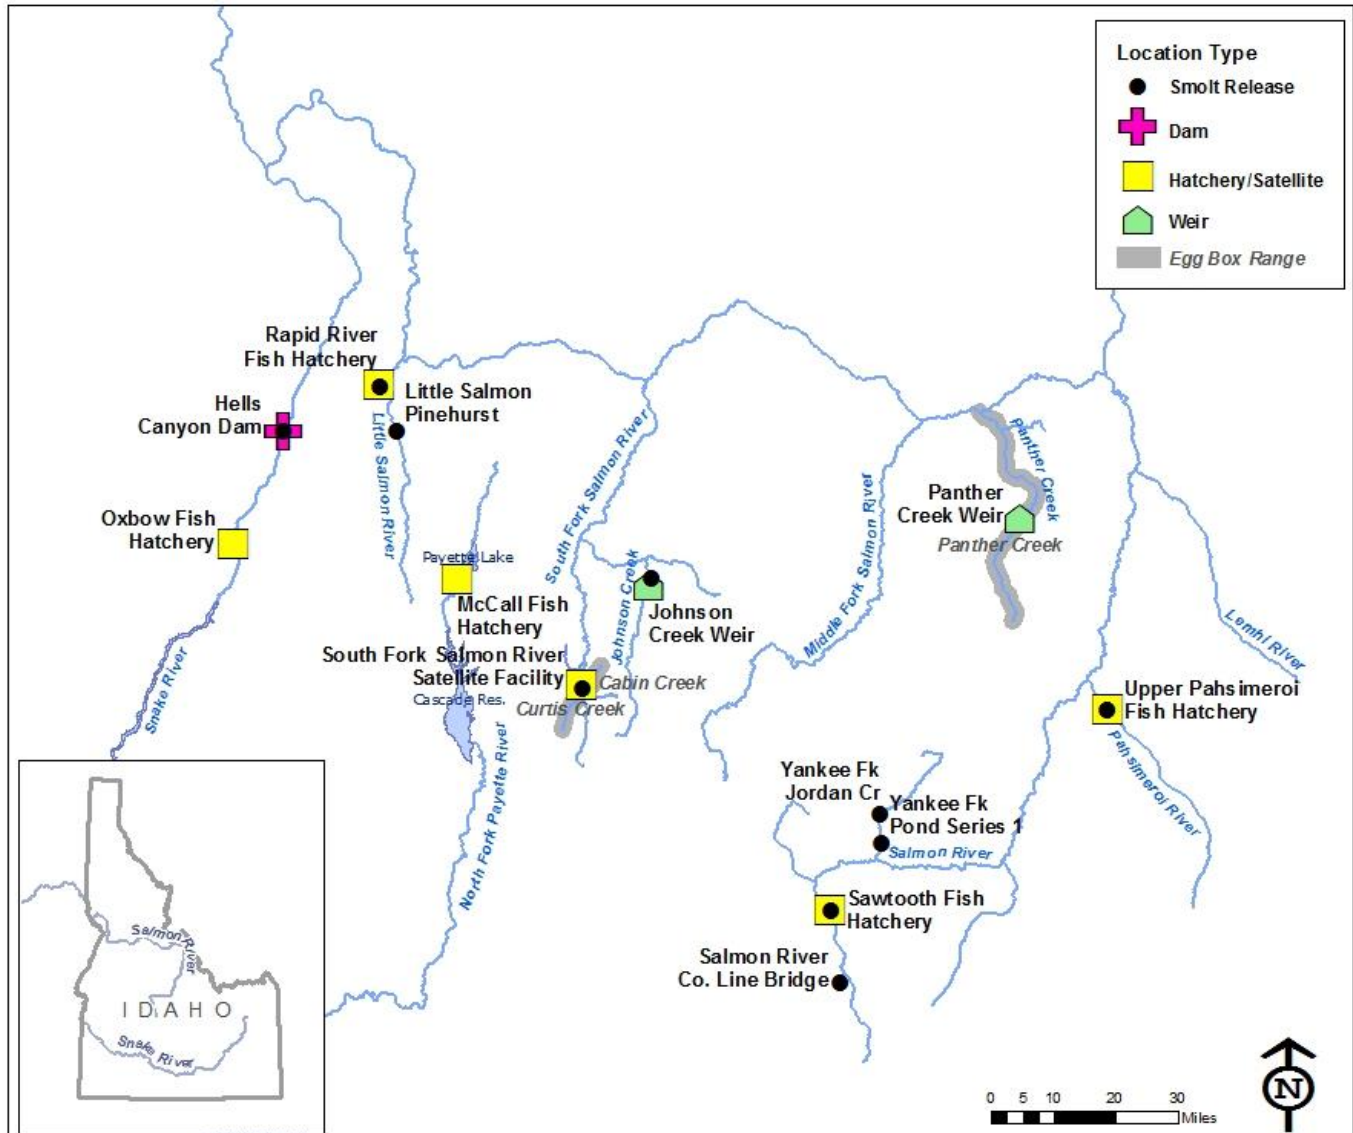 Location Type
Smolt Release
Dam
Hatchery/Satellite
Weir
Egg Box Range
Rapid River
Fish Hatchery
Hells
Canyon Dam
Little Salmon
Pinehurst
Little Salmon River
Oxbow Fish
Hatchery
Snake River
Payette Lake
McCall Fish
Hatchery
South Fork Salmon River
South Fork Salmon River
Satellite Facility
Cascade Res.
Cabin Creek
Curtis Creek
Johnson Creek
Johnson
Creek Weir
North Fork Payette River
Middle Fork Salmon River
Panther Creek
Panther
Creek Weir
Panther Creek
Lemhi River
Upper Pahsimeroi
Fish Hatchery
Pahsimeroi River
Yankee Fk
Jordan Cr
Yankee Fk
Pond Series 1
Salmon River
Sawtooth Fish
Hatchery
Salmon River
Co. Line Bridge
Salmon River
IDAHO
Snake River
0 5 10 20 30
Miles
N